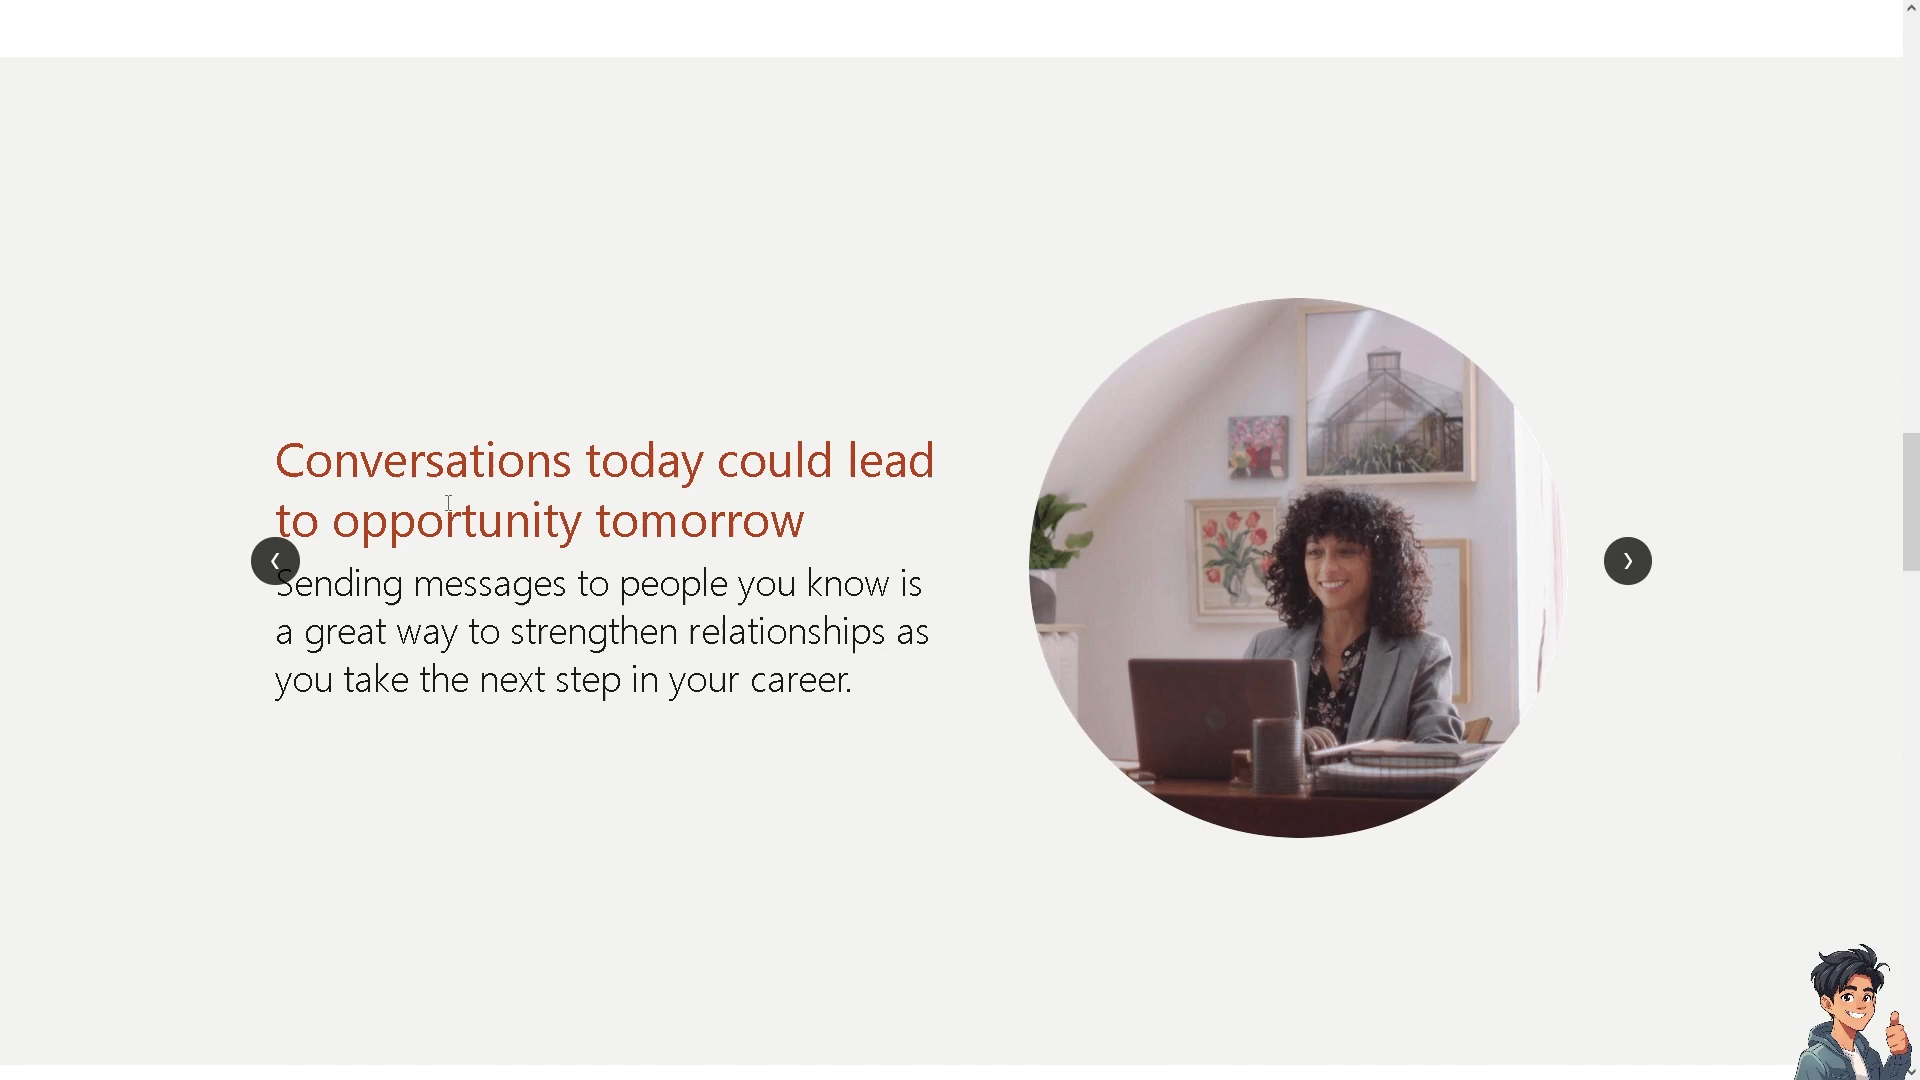 Conversations today could lead
to opportunity tomorrow
Sending messages to people you know is
a great way to strengthen relationships as
you take the next step in your career.